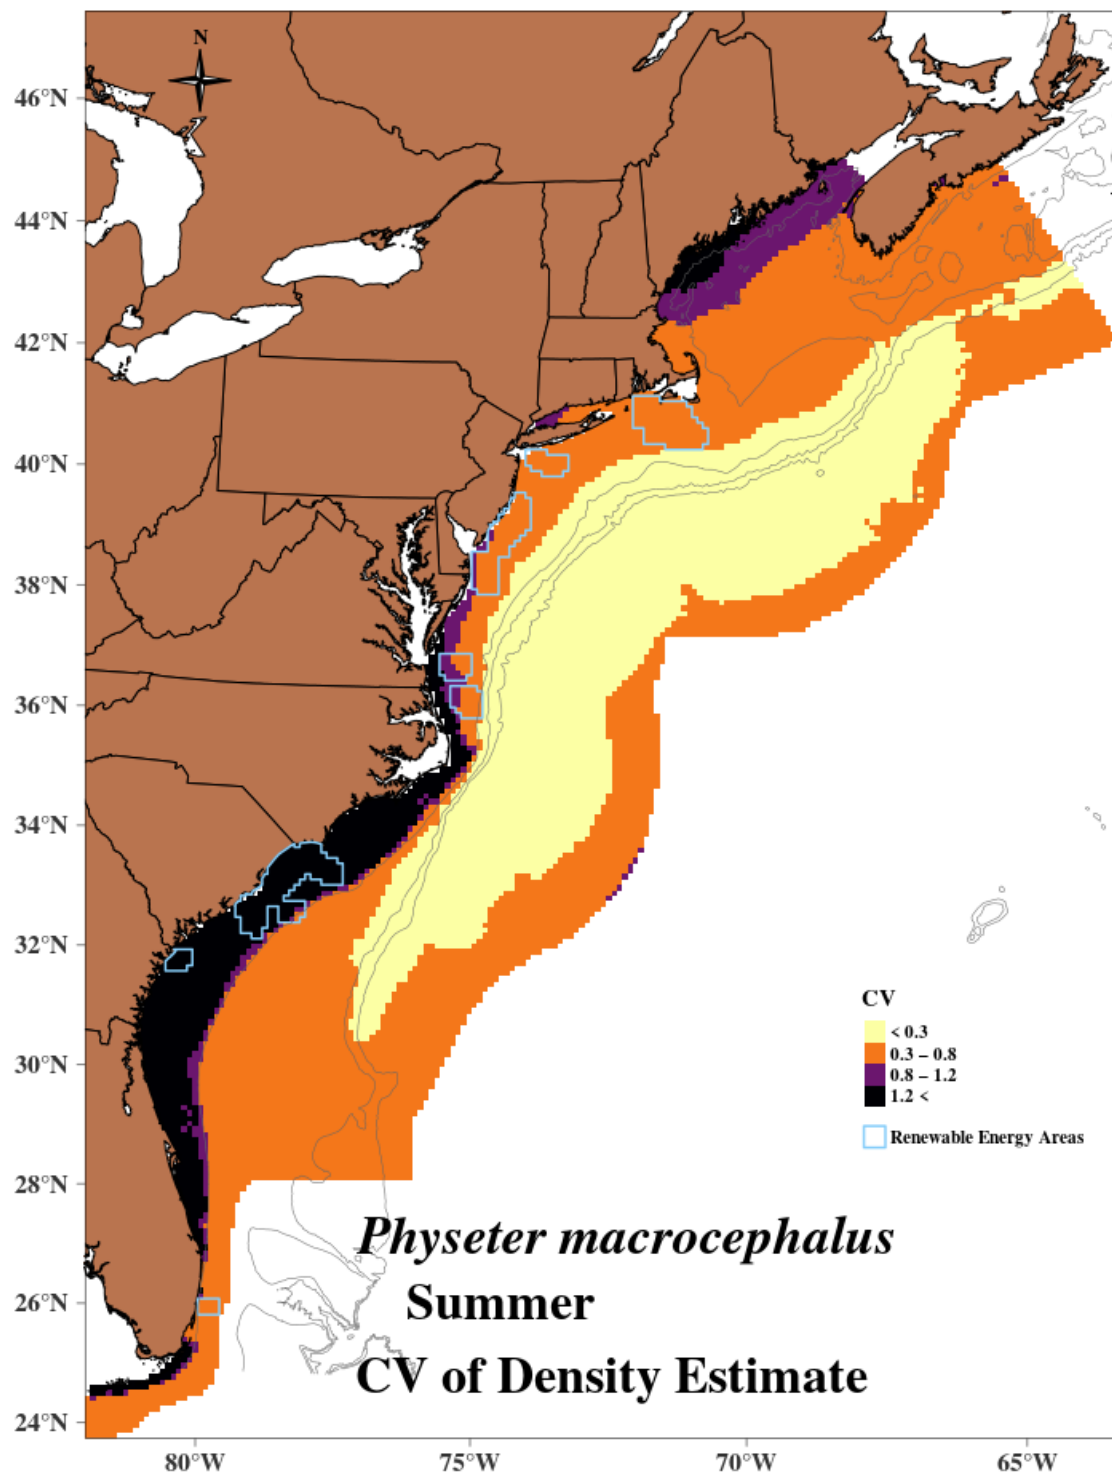 N
46°N
44°N
42°N
40°N
38°N
36°N
34°N
32°N
30°N
28°N
26°N
24°N
CV
< 0.3
0.3 – 0.8
0.8 – 1.2
1.2 <
Renewable Energy Areas
Physeter macrocephalus
Summer
CV of Density Estimate
80°W
75°W
70°W
65°W